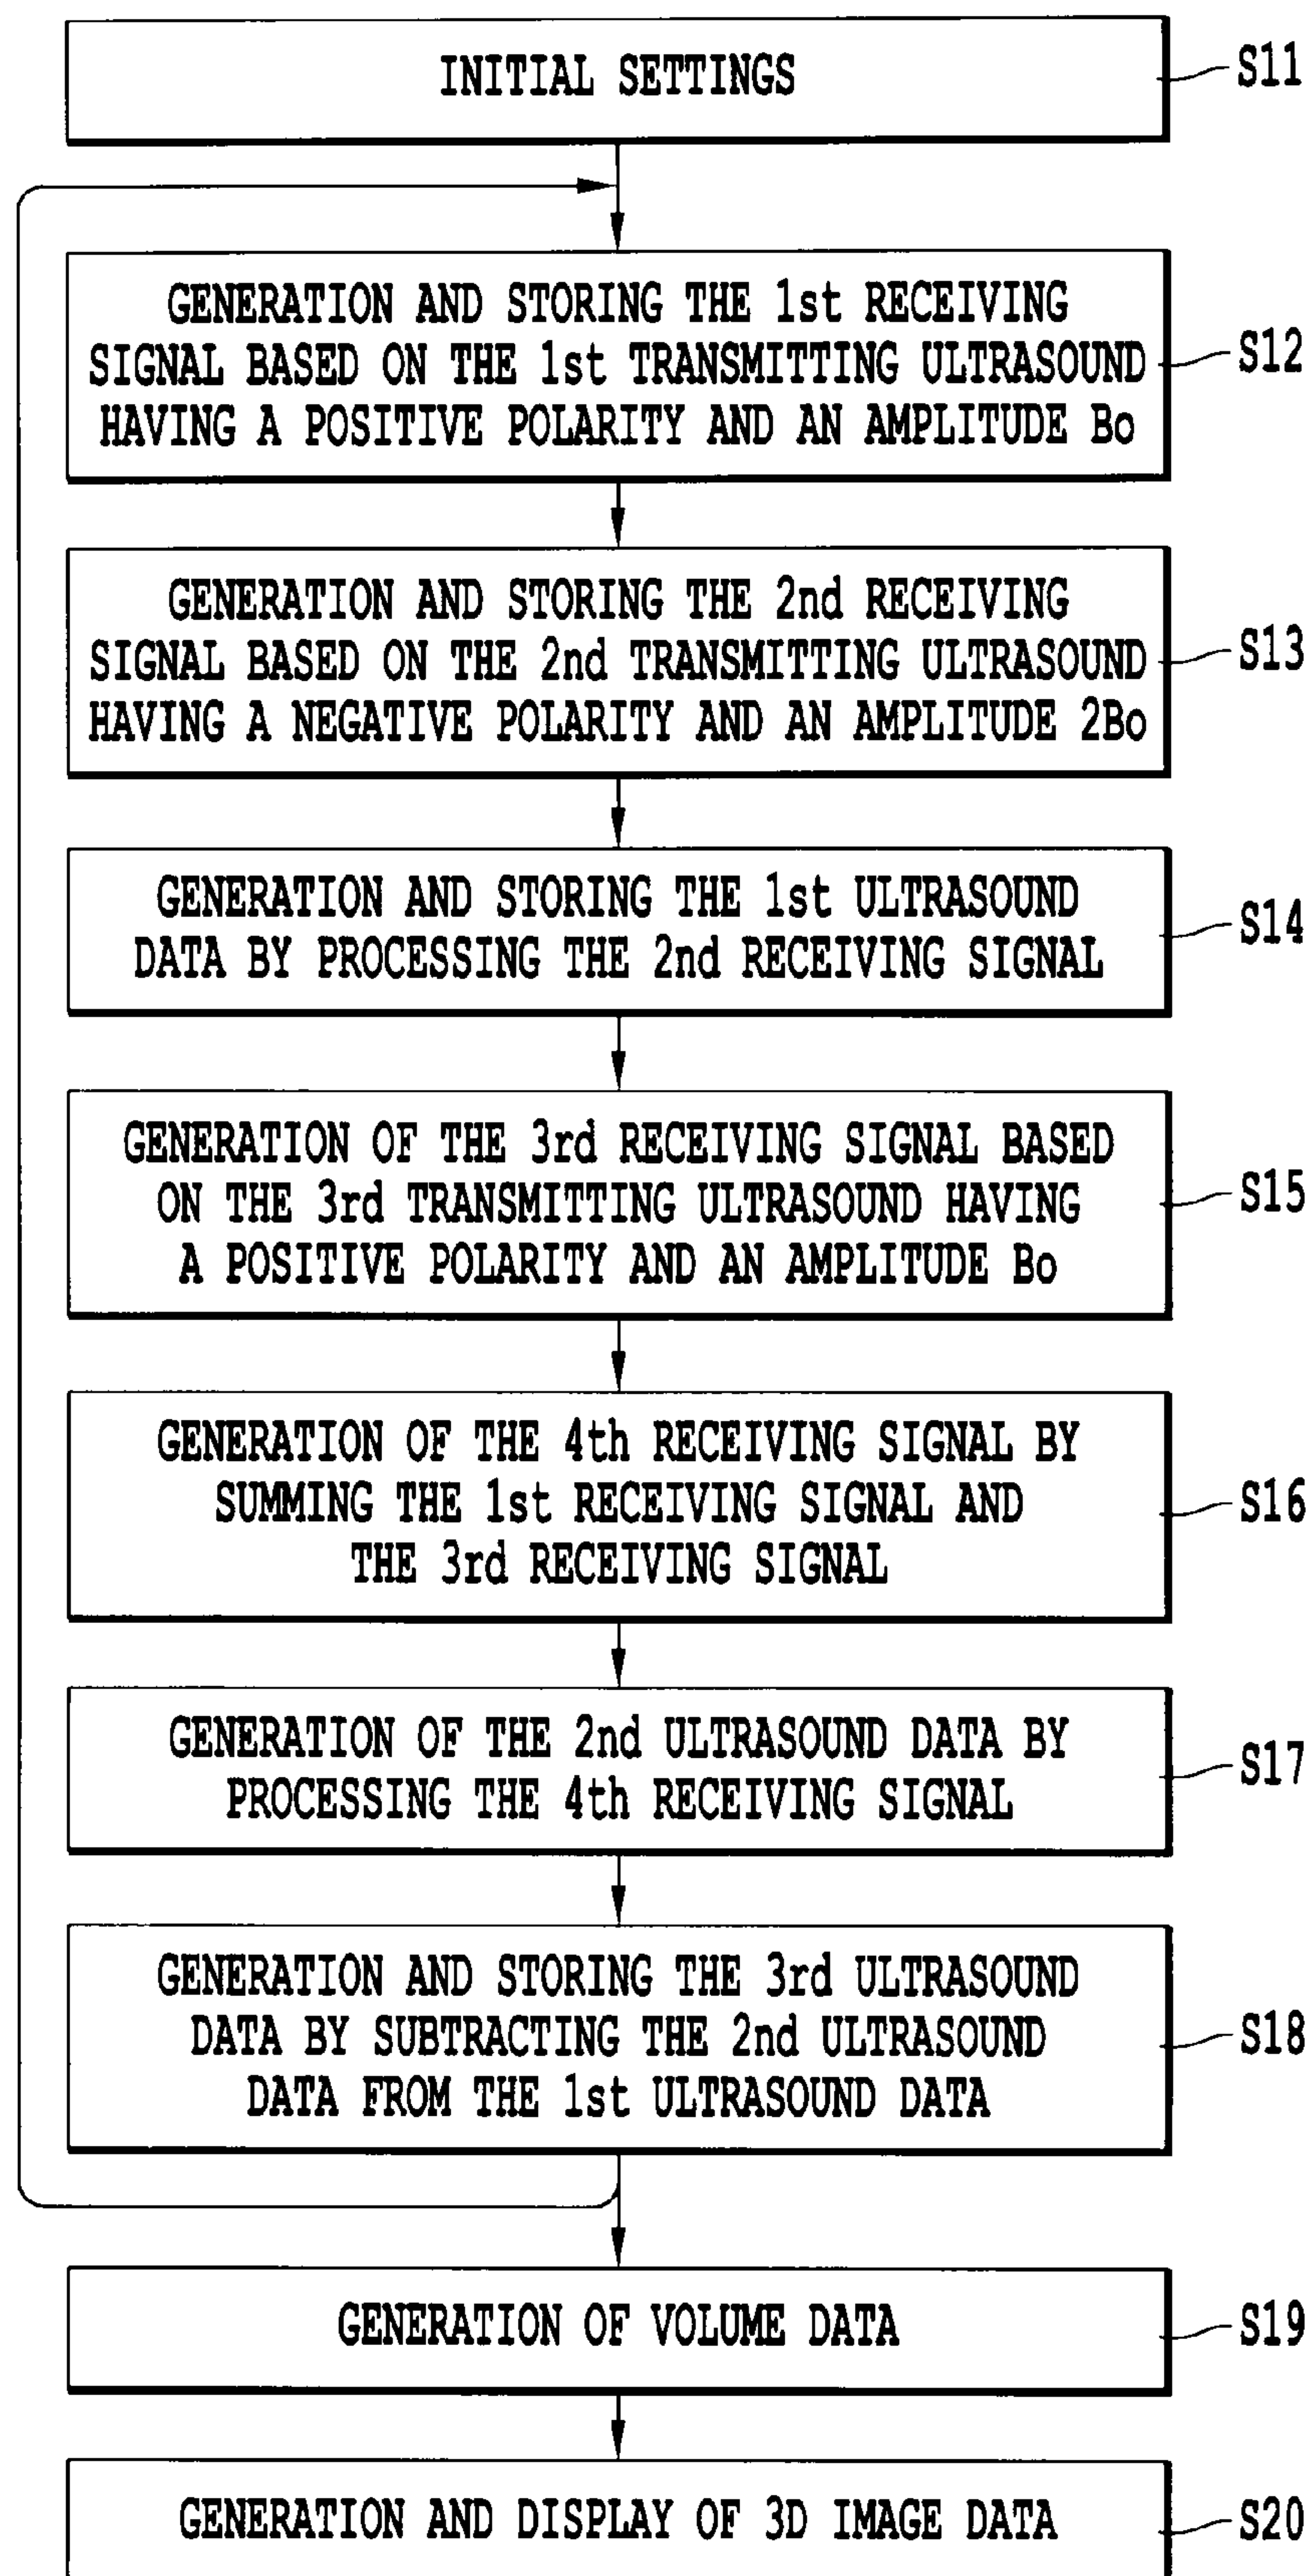 INITIAL SETTINGS
S11
GENERATION AND STORING THE 1st RECEIVING
SIGNAL BASED ON THE 1st TRANSMITTING ULTRASOUND
HAVING A POSITIVE POLARITY AND AN AMPLITUDE Bo
S12
GENERATION AND STORING THE 2nd RECEIVING
SIGNAL BASED ON THE 2nd TRANSMITTING ULTRASOUND
HAVING A NEGATIVE POLARITY AND AN AMPLITUDE 2Bo
S13
GENERATION AND STORING THE 1st ULTRASOUND
DATA BY PROCESSING THE 2nd RECEIVING SIGNAL
S14
GENERATION OF THE 3rd RECEIVING SIGNAL BASED
ON THE 3rd TRANSMITTING ULTRASOUND HAVING
A POSITIVE POLARITY AND AN AMPLITUDE Bo
S15
GENERATION OF THE 4th RECEIVING SIGNAL BY
SUMMING THE 1st RECEIVING SIGNAL AND
THE 3rd RECEIVING SIGNAL
S16
GENERATION OF THE 2nd ULTRASOUND DATA BY
PROCESSING THE 4th RECEIVING SIGNAL
S17
GENERATION AND STORING THE 3rd ULTRASOUND
DATA BY SUBTRACTING THE 2nd ULTRASOUND
DATA FROM THE 1st ULTRASOUND DATA
S18
GENERATION OF VOLUME DATA
S19
GENERATION AND DISPLAY OF 3D IMAGE DATA
S20